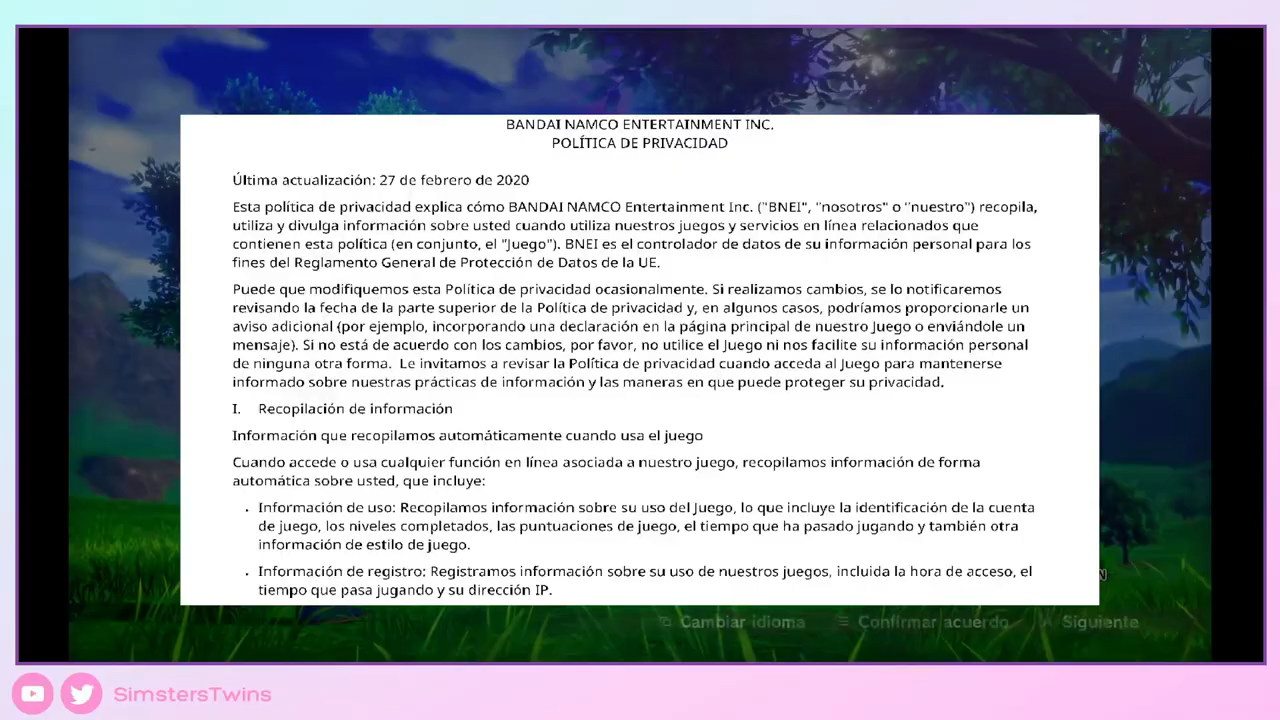 BANDAI NAMCO ENTERTAINMENT INC.
POLÍTICA DE PRIVACIDAD
Última actualización: 27 de febrero de 2020
Esta política de privacidad explica cómo BANDAI NAMCO Entertainment Inc. ("BNEI", "nosotros" o "nuestro") recopila,
utiliza y divulga información sobre usted cuando utiliza nuestros juegos y servicios en línea relacionados que
contienen esta política (en conjunto, el "Juego"). BNEI es el controlador de datos de su información personal para los
fines del Reglamento General de Protección de Datos de la UE.
Puede que modifiquemos esta Política de privacidad ocasionalmente. Si realizamos cambios, se lo notificaremos
revisando la fecha de la parte superior de la Política de privacidad y, en algunos casos, podríamos proporcionarle un
aviso adicional (por ejemplo, incorporando una declaración en la página principal de nuestro Juego o enviándole un
mensaje). Si no está de acuerdo con los cambios, por favor, no utilice el Juego ni nos facilite su información personal
de ninguna otra forma. Le invitamos a revisar la Política de privacidad cuando acceda al Juego para mantenerse
informado sobre nuestras prácticas de información y las maneras en que puede proteger su privacidad.
I. Recopilación de información
Información que recopilamos automáticamente cuando usa el juego
Cuando accede o usa cualquier función en línea asociada a nuestro juego, recopilamos información de forma
automática sobre usted, que incluye:
· Información de uso: Recopilamos información sobre su uso del Juego, lo que incluye la identificación de la cuenta
de juego, los niveles completados, las puntuaciones de juego, el tiempo que ha pasado jugando y también otra
información de estilo de juego.
· Información de registro: Registramos información sobre su uso de nuestros juegos, incluida la hora de acceso, el
tiempo que pasa jugando y su dirección IP.
Cambiar idioma Confirmar acuerdo Siguiente
SimstersTwins